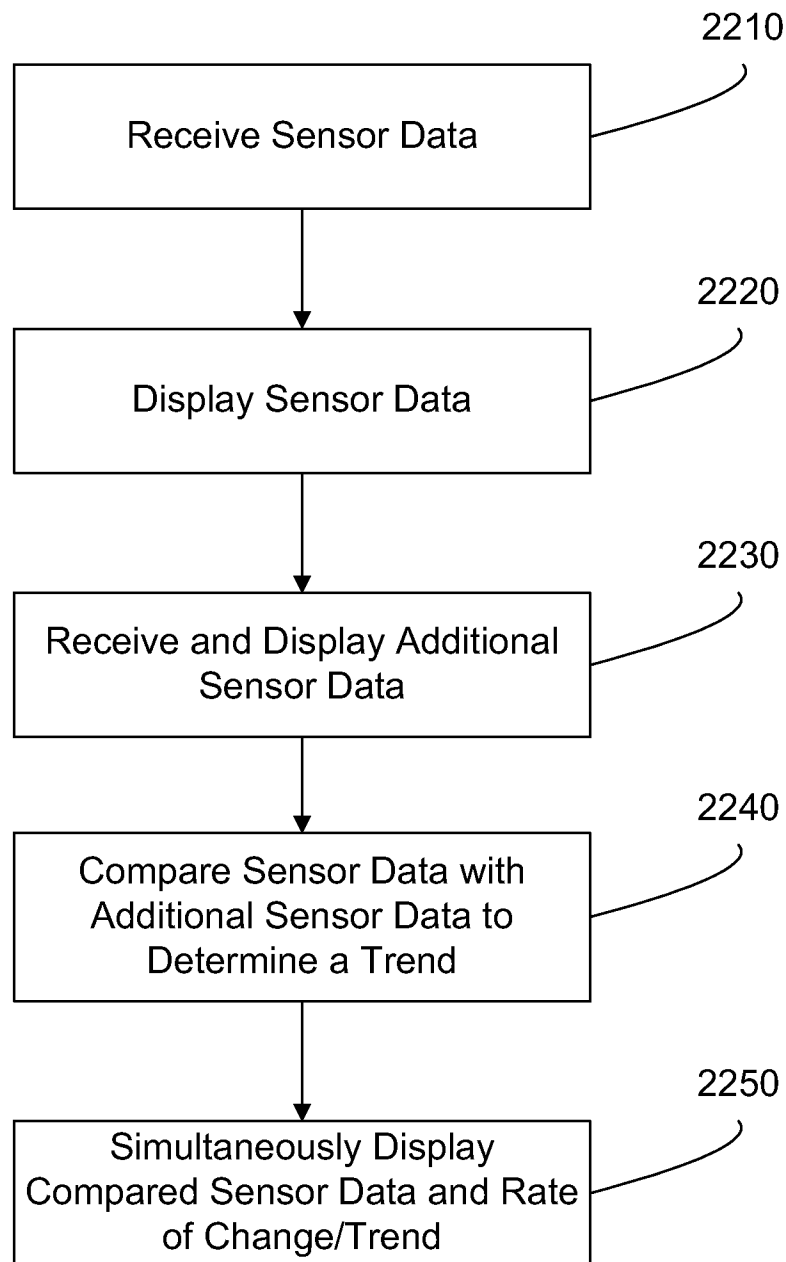 2210
Receive Sensor Data
2220
Display Sensor Data
2230
Receive and Display Additional
Sensor Data
2240
Compare Sensor Data with
Additional Sensor Data to
Determine a Trend
2250
Simultaneously Display
Compared Sensor Data and Rate
of Change/Trend